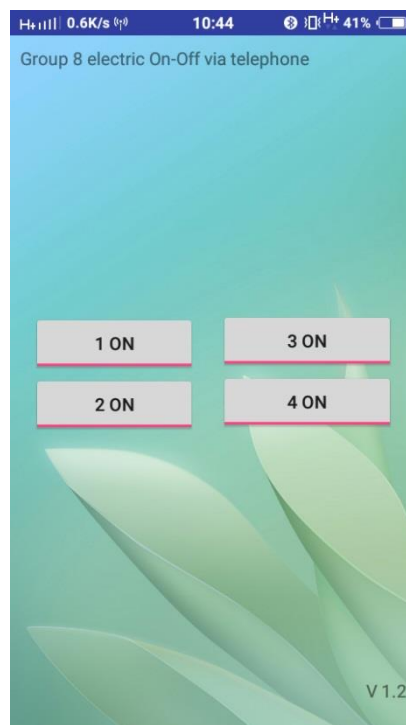 H+ 0.6K/s 10:44 H+ 41%
Group 8 electric On-Off via telephone
1 ON 3 ON
2 ON 4 ON
V 1.2